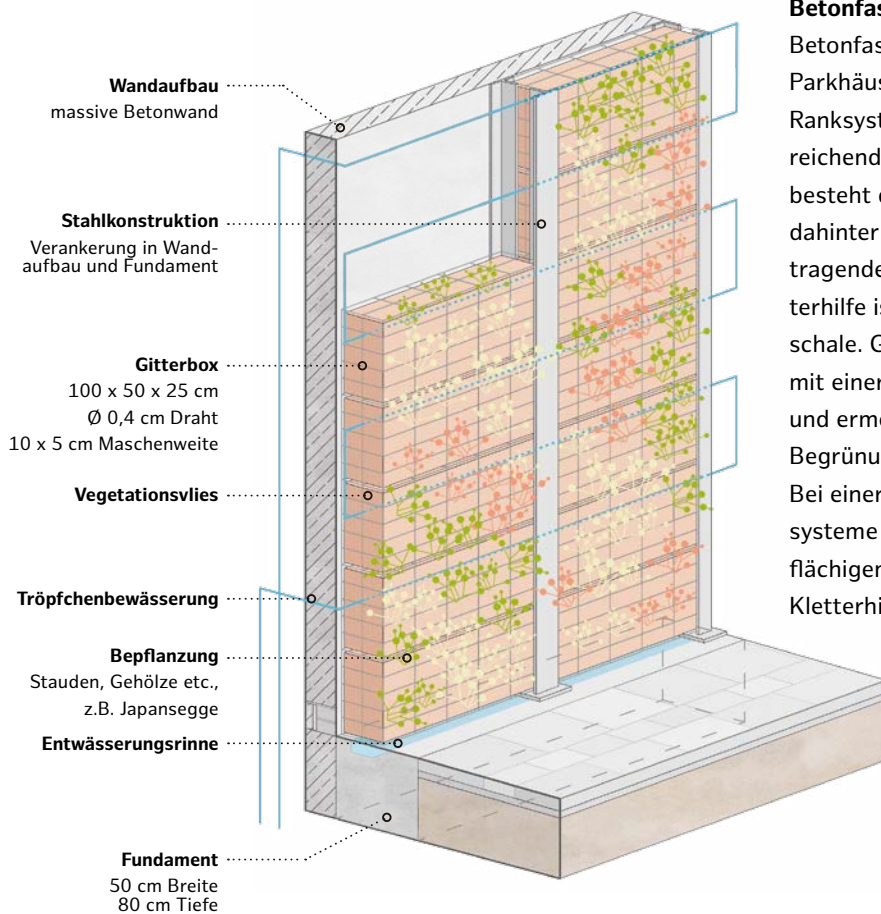 Wandaufbau
massive Betonwand
Stahlkonstruktion
Verankerung in Wand-
aufbau und Fundament
Gitterbox
100 x 50 x 25 cm
Ø 0,4 cm Draht
10 x 5 cm Maschenweite
Vegetationsvlies
Tröpfchenbewässerung
Bepflanzung
Stauden, Gehölze etc.,
z.B. Japansegge
Entwässerungsrinne
Fundament
50 cm Breite
80 cm Tiefe
Betonfas
Betonfas
Parkhäus
Ranksyst
reichend
besteht
dahinter
tragende
terhilfe is
schale. G
mit einer
und erm
Begrünu
Bei einer
systeme
flächiger
Kletterhi